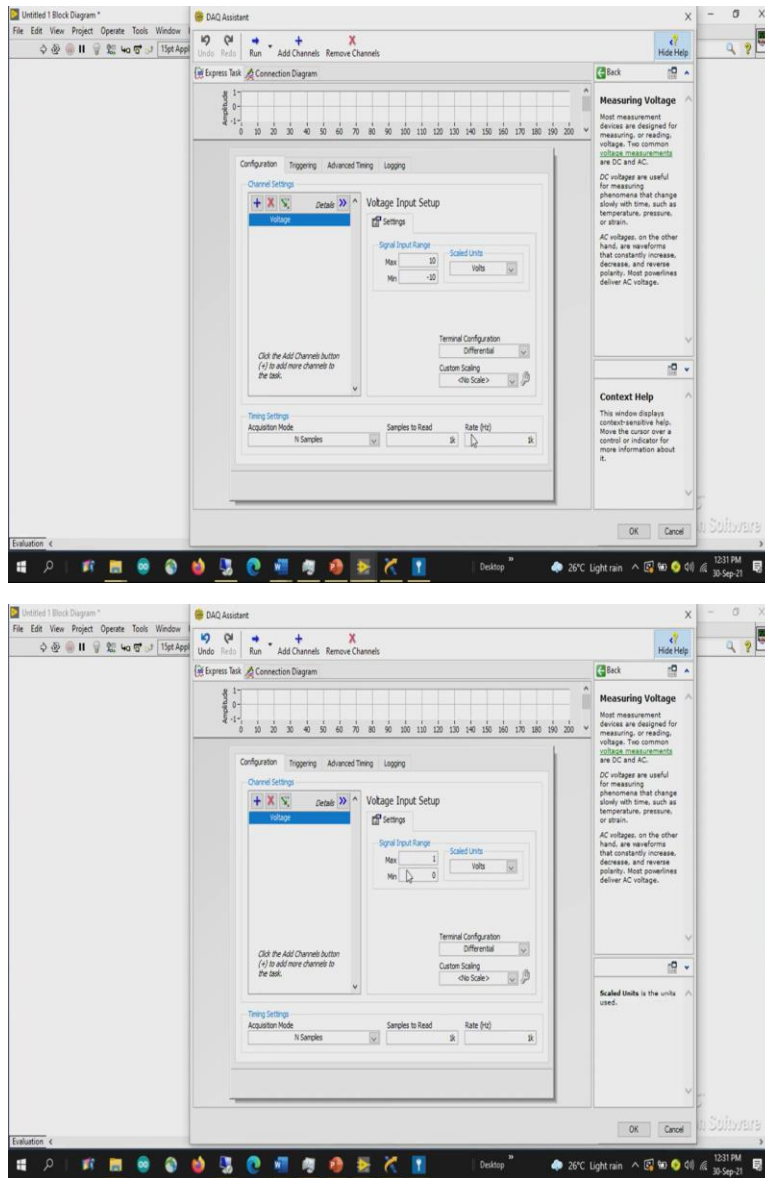 Untitled 1 Block Diagram *
DAQ Assistant
File Edit View Project Operate Tools Window
Undo Redo Run Add Channels Remove Channels
Hide Help
15pt Appl
Express Task Connection Diagram
Back
Amplitude
1
0
-1
0 10 20 30 40 50 60 70 80 90 100 110 120 130 140 150 160 170 180 190 200
Configuration Triggering Advanced Timing Logging
Channel Settings
Details
Voltage
Click the Add Channels button
(+) to add more channels to
the task.
Voltage Input Setup
Settings
Signal Input Range
Max 10
Min -10
Scaled Units
Volts
Terminal Configuration
Differential
Custom Scaling
<No Scale>
Timing Settings
Acquisition Mode Samples to Read Rate (Hz)
N Samples 1k 1k
Measuring Voltage
Most measurement
devices are designed for
measuring, or reading,
voltage. Two common
voltage measurements
are DC and AC.
DC voltages are useful
for measuring
phenomena that change
slowly with time, such as
temperature, pressure,
or strain.
AC voltages, on the other
hand, are waveforms
that constantly increase,
decrease, and reverse
polarity. Most powerlines
deliver AC voltage.
Context Help
This window displays
context-sensitive help.
Move the cursor over a
control or indicator for
more information about
it.
OK Cancel
Software
Evaluation
Desktop
26°C Light rain
12:31 PM
30-Sep-21
Untitled 1 Block Diagram *
DAQ Assistant
File Edit View Project Operate Tools Window
Undo Redo Run Add Channels Remove Channels
Hide Help
15pt Appl
Express Task Connection Diagram
Back
Amplitude
1
0
-1
0 10 20 30 40 50 60 70 80 90 100 110 120 130 140 150 160 170 180 190 200
Configuration Triggering Advanced Timing Logging
Channel Settings
Details
Voltage
Click the Add Channels button
(+) to add more channels to
the task.
Voltage Input Setup
Settings
Signal Input Range
Max 1
Min 0
Scaled Units
Volts
Terminal Configuration
Differential
Custom Scaling
<No Scale>
Timing Settings
Acquisition Mode Samples to Read Rate (Hz)
N Samples 1k 1k
Measuring Voltage
Most measurement
devices are designed for
measuring, or reading,
voltage. Two common
voltage measurements
are DC and AC.
DC voltages are useful
for measuring
phenomena that change
slowly with time, such as
temperature, pressure,
or strain.
AC voltages, on the other
hand, are waveforms
that constantly increase,
decrease, and reverse
polarity. Most powerlines
deliver AC voltage.
Scaled Units is the units
used.
OK Cancel
Software
Evaluation
Desktop
26°C Light rain
12:31 PM
30-Sep-21